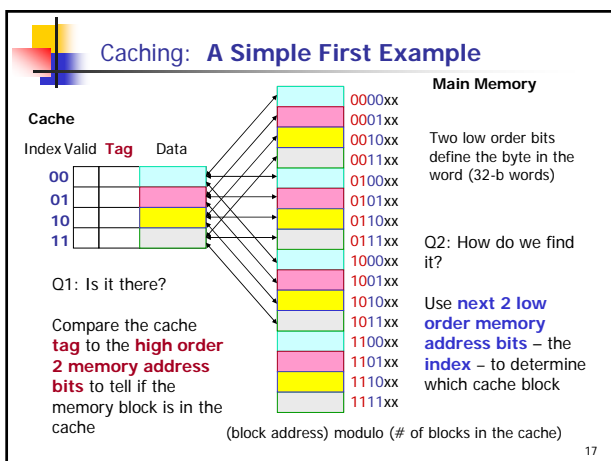 Caching: A Simple First Example
Cache
Index Valid Tag Data
00
01
10
11
Q1: Is it there?
Compare the cache
tag to the high order
2 memory address
bits to tell if the
memory block is in the
cache
0000xx
0001xx
0010xx
0011xx
0100xx
0101xx
0110xx
0111xx
1000xx
1001xx
1010xx
1011xx
1100xx
1101xx
1110xx
1111xx
Main Memory
Two low order bits
define the byte in the
word (32-b words)
Q2: How do we find
it?
Use next 2 low
order memory
address bits – the
index – to determine
which cache block
(block address) modulo (# of blocks in the cache)
17